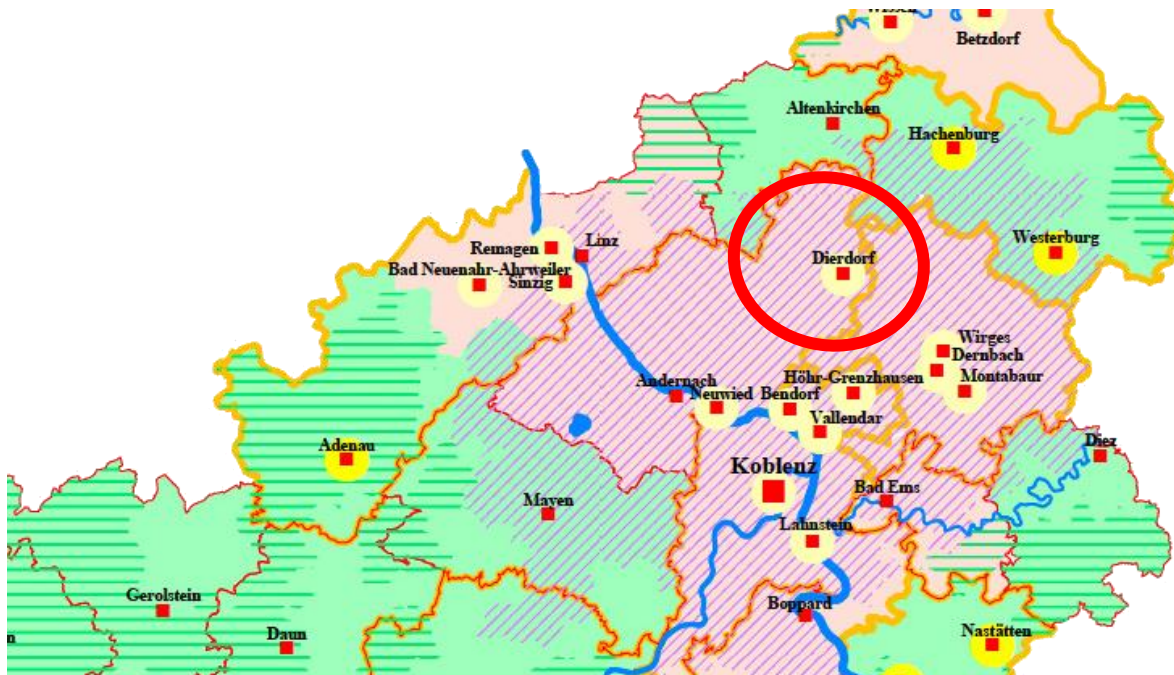 Wissen
Betzdorf
Altenkirchen
Hachenburg
Remagen
Linz
Dierdorf
Westerburg
Bad Neuenahr-Ahrweiler
Sinzig
Wirges
Dernbach
Andernach
Neuwied
Bendorf
Höhr-Grenzhausen
Montabaur
Vallendar
Adenau
Diez
Koblenz
Mayen
Bad Ems
Lahnstein
Gerolstein
Boppard
Daun
Nastätten